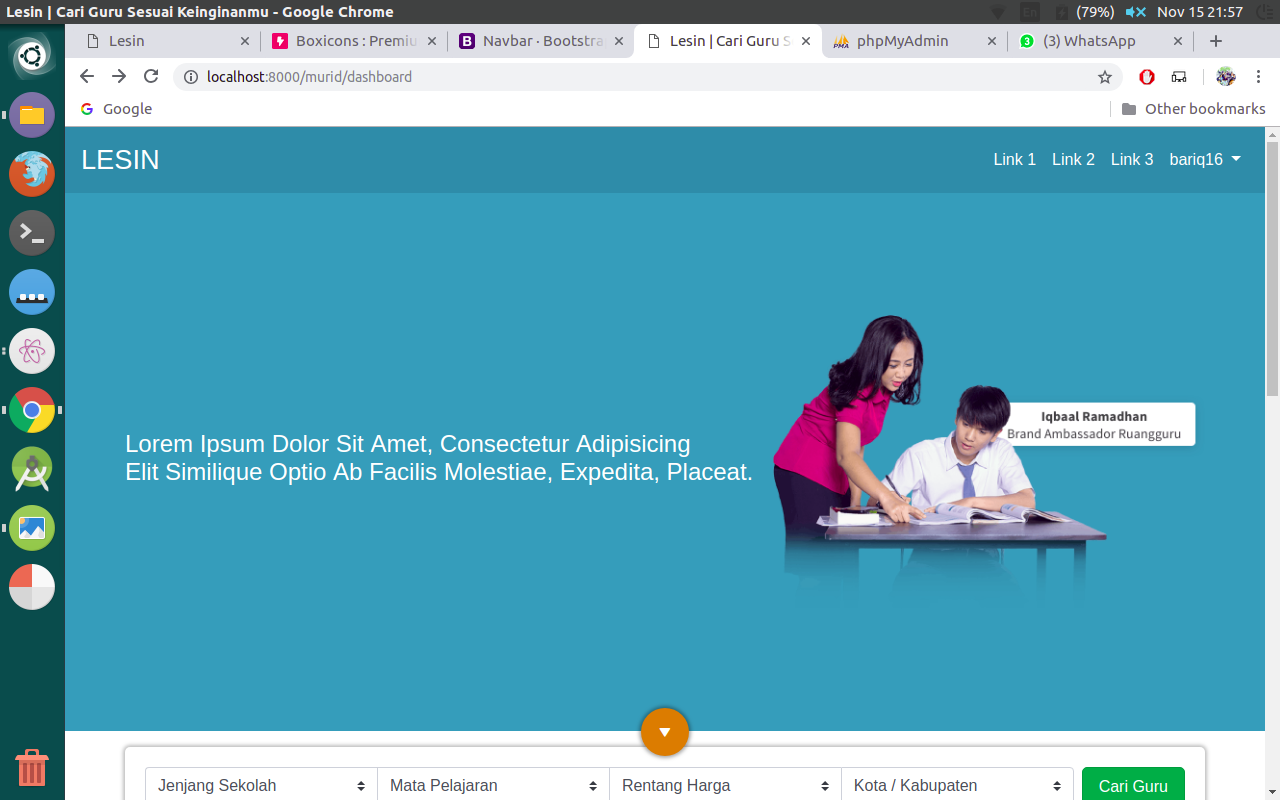 Lesin | Cari Guru Sesuai Keinginanmu - Google Chrome
En (79%) Nov 15 21:57
Lesin
Boxicons : Premiu
Navbar · Bootstra
Lesin | Cari Guru S
phpMyAdmin
(3) WhatsApp
localhost:8000/murid/dashboard
Google
Other bookmarks
LESIN
Link 1 Link 2 Link 3 bariq16
Iqbaal Ramadhan
Brand Ambassador Ruangguru
Lorem Ipsum Dolor Sit Amet, Consectetur Adipisicing
Elit Similique Optio Ab Facilis Molestiae, Expedita, Placeat.
Jenjang Sekolah
Mata Pelajaran
Rentang Harga
Kota / Kabupaten
Cari Guru